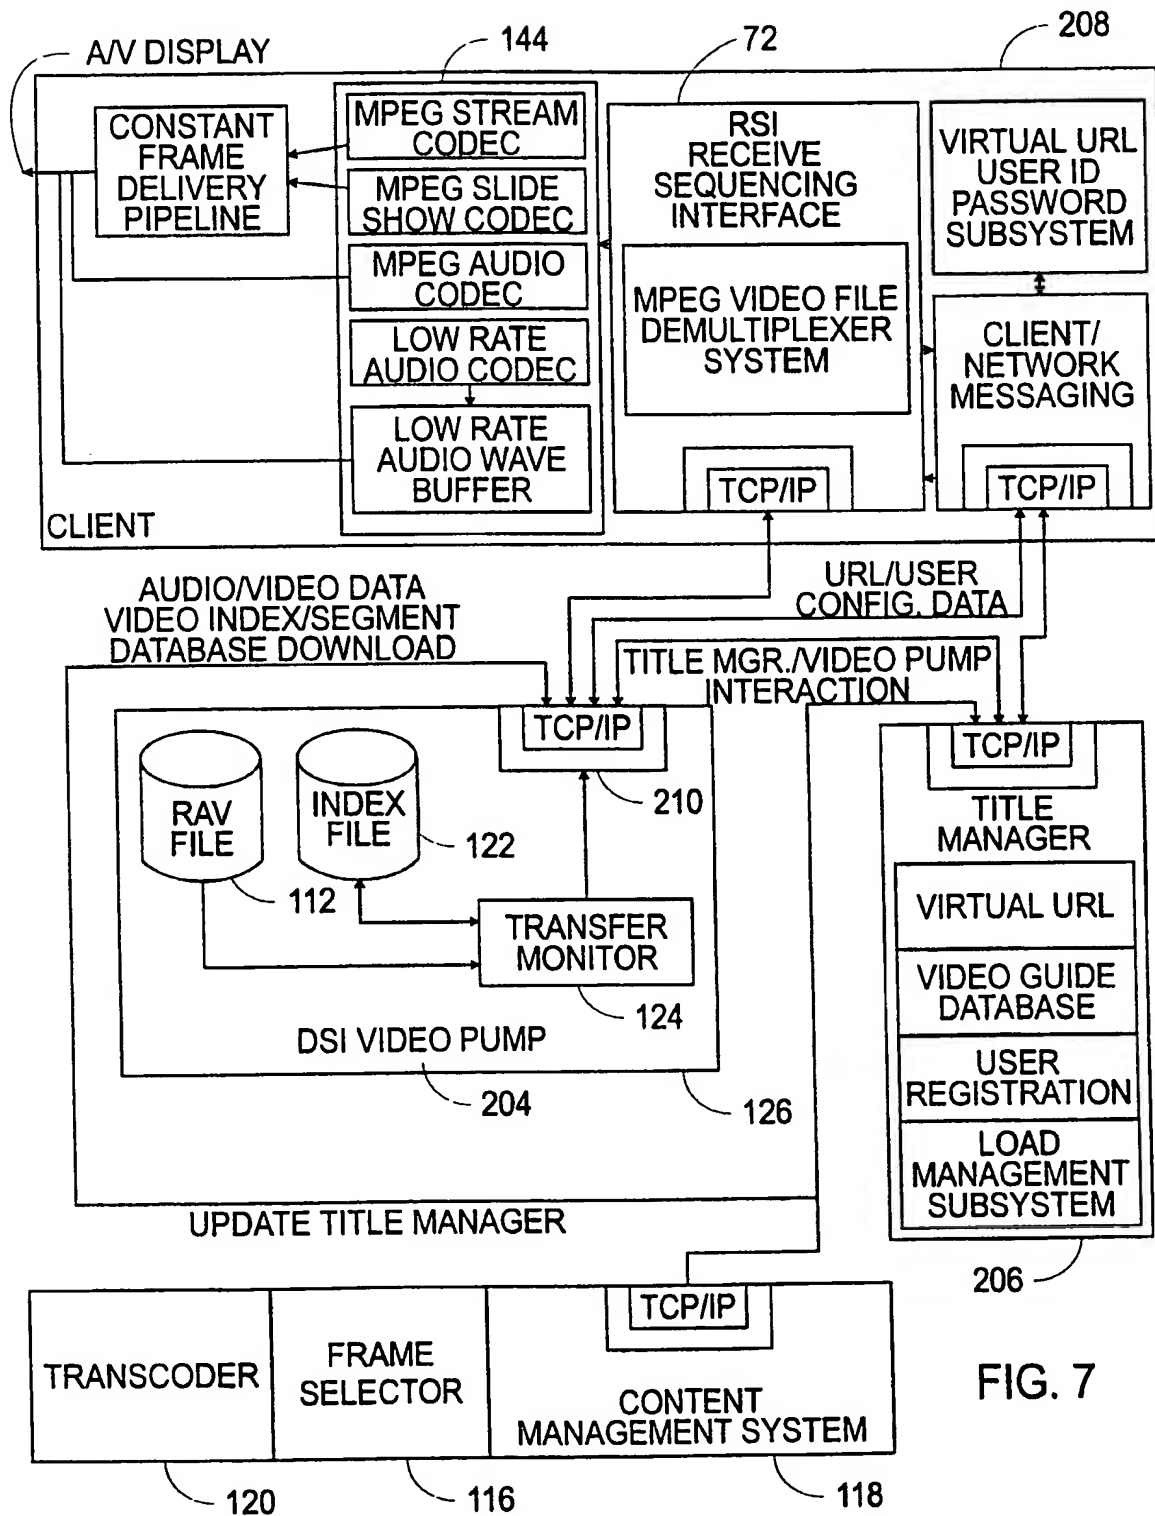 A/V DISPLAY
144
72
208
CONSTANT
FRAME
DELIVERY
PIPELINE
MPEG STREAM
CODEC
MPEG SLIDE
SHOW CODEC
MPEG AUDIO
CODEC
LOW RATE
AUDIO CODEC
LOW RATE
AUDIO WAVE
BUFFER
RSI
RECEIVE
SEQUENCING
INTERFACE
MPEG VIDEO FILE
DEMULTIPLEXER
SYSTEM
TCP/IP
VIRTUAL URL
USER ID
PASSWORD
SUBSYSTEM
CLIENT/
NETWORK
MESSAGING
TCP/IP
CLIENT
AUDIO/VIDEO DATA
VIDEO INDEX/SEGMENT
DATABASE DOWNLOAD
URL/USER
CONFIG. DATA
TITLE MGR./VIDEO PUMP
INTERACTION
TCP/IP
210
RAV
FILE
112
INDEX
FILE
122
TRANSFER
MONITOR
124
DSI VIDEO PUMP
204
126
TCP/IP
TITLE
MANAGER
VIRTUAL URL
VIDEO GUIDE
DATABASE
USER
REGISTRATION
LOAD
MANAGEMENT
SUBSYSTEM
206
UPDATE TITLE MANAGER
TRANSCODER
FRAME
SELECTOR
TCP/IP
CONTENT
MANAGEMENT SYSTEM
120
116
118
FIG. 7